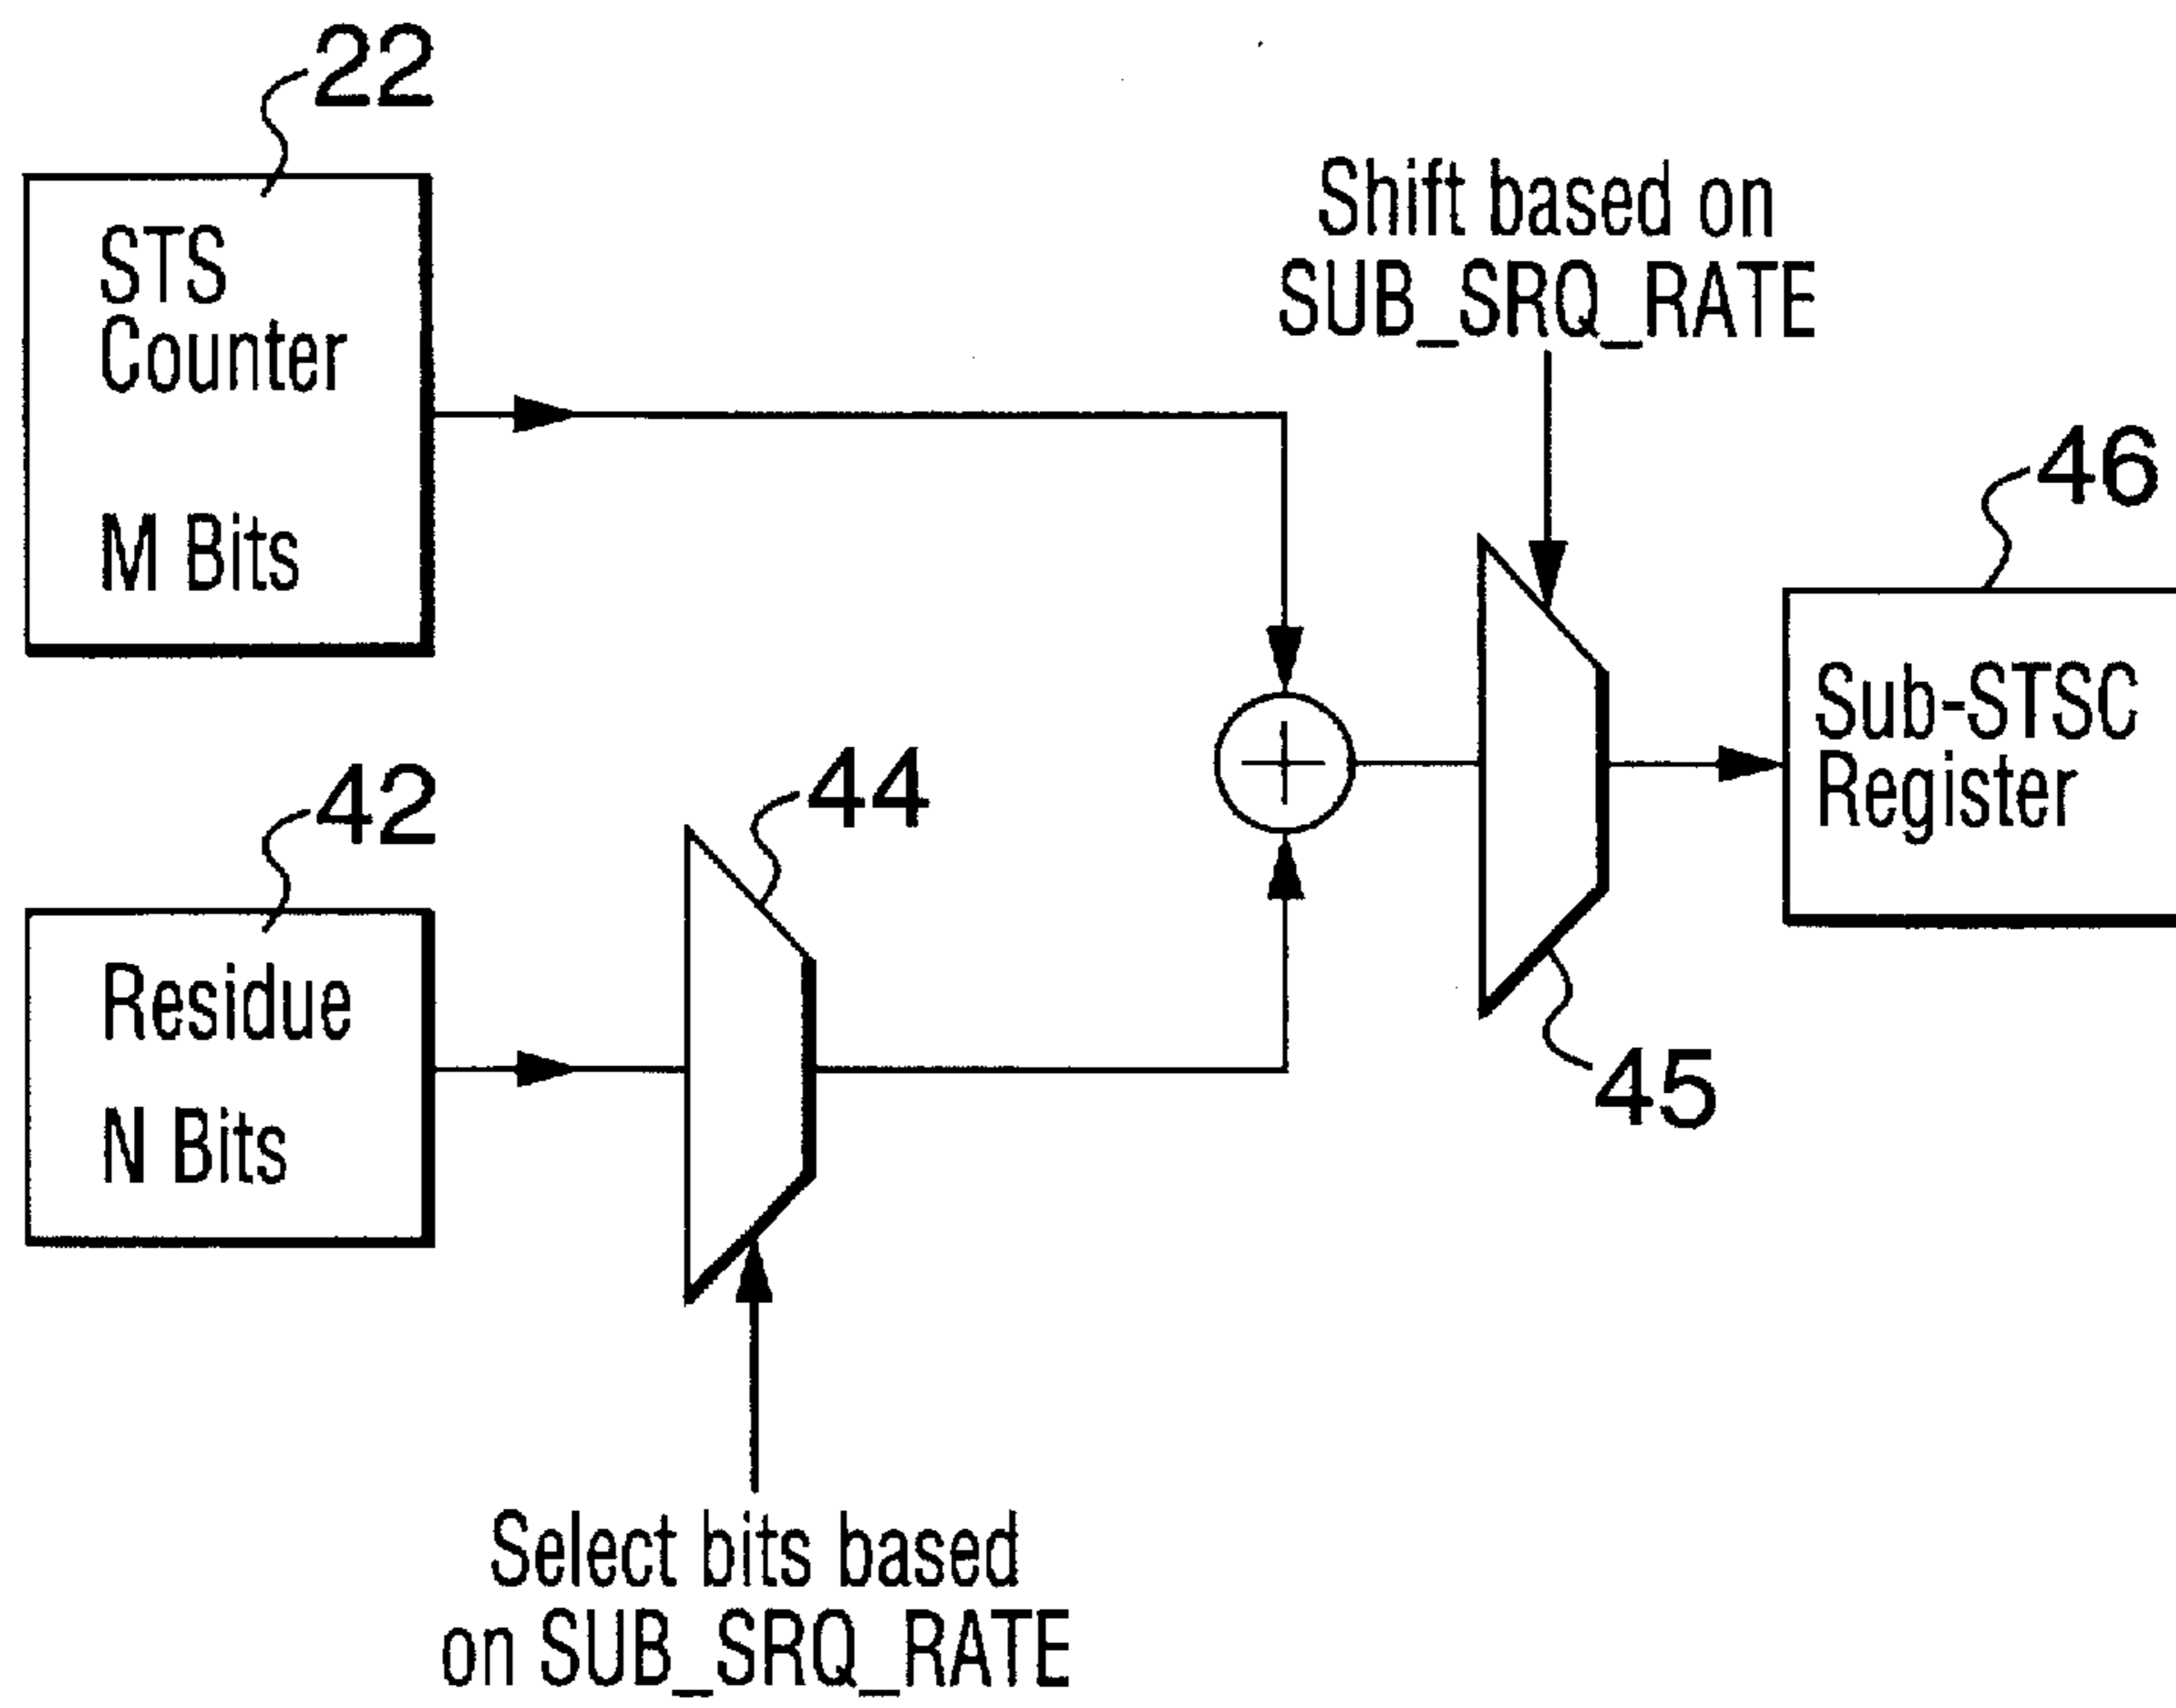 22
STS
Counter
M Bits
Shift based on
SUB_SRQ_RATE
46
Sub-STSC
Register
42
Residue
N Bits
44
45
Select bits based
on SUB_SRQ_RATE